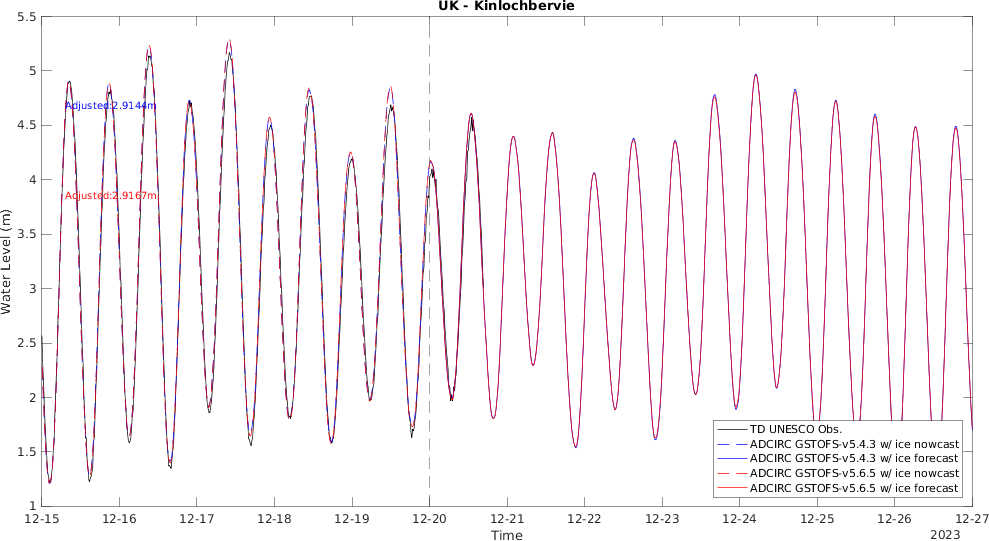 UK - Kinlochbervie
5.5
5
4.5
4
3.5
3
2.5
2
1.5
1
Water Level (m)
Adjusted:2.9144m
Adjusted:2.9167m
TD UNESCO Obs.
ADCIRC GSTOFS-v5.4.3 w/ ice nowcast
ADCIRC GSTOFS-v5.4.3 w/ ice forecast
ADCIRC GSTOFS-v5.6.5 w/ ice nowcast
ADCIRC GSTOFS-v5.6.5 w/ ice forecast
12-15 12-16 12-17 12-18 12-19 12-20 12-21 12-22 12-23 12-24 12-25 12-26 12-27
Time
2023